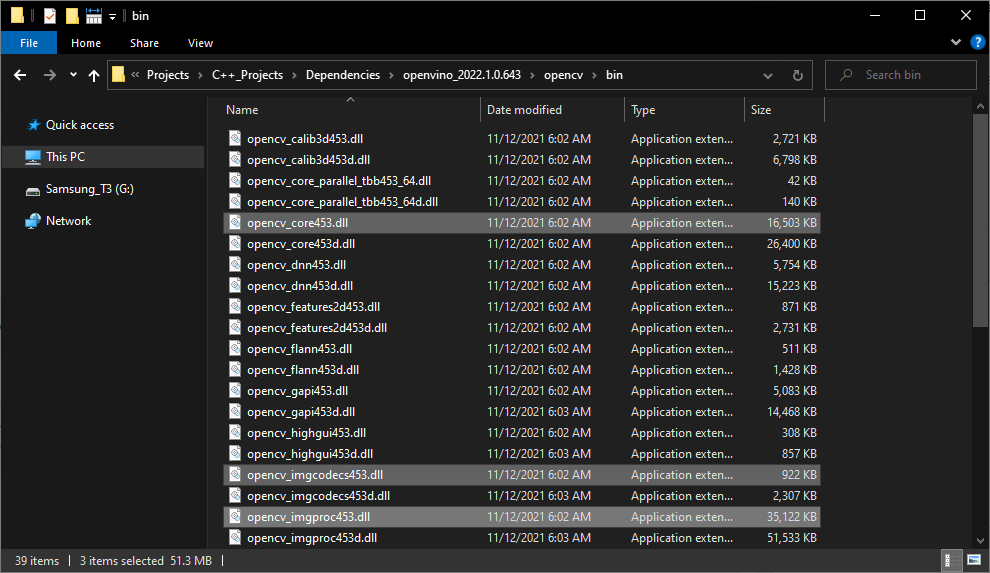 bin
File Home Share View
« Projects › C++_Projects › Dependencies › openvino_2022.1.0.643 › opencv › bin Search bin
Name Date modified Type Size
Quick access
This PC
Samsung_T3 (G:)
Network
opencv_calib3d453.dll 11/12/2021 6:02 AM Application exten... 2,721 KB
opencv_calib3d453d.dll 11/12/2021 6:02 AM Application exten... 6,798 KB
opencv_core_parallel_tbb453_64.dll 11/12/2021 6:02 AM Application exten... 42 KB
opencv_core_parallel_tbb453_64d.dll 11/12/2021 6:02 AM Application exten... 140 KB
opencv_core453.dll 11/12/2021 6:02 AM Application exten... 16,503 KB
opencv_core453d.dll 11/12/2021 6:02 AM Application exten... 26,400 KB
opencv_dnn453.dll 11/12/2021 6:02 AM Application exten... 5,754 KB
opencv_dnn453d.dll 11/12/2021 6:02 AM Application exten... 15,223 KB
opencv_features2d453.dll 11/12/2021 6:02 AM Application exten... 871 KB
opencv_features2d453d.dll 11/12/2021 6:02 AM Application exten... 2,731 KB
opencv_flann453.dll 11/12/2021 6:02 AM Application exten... 511 KB
opencv_flann453d.dll 11/12/2021 6:02 AM Application exten... 1,428 KB
opencv_gapi453.dll 11/12/2021 6:02 AM Application exten... 5,083 KB
opencv_gapi453d.dll 11/12/2021 6:03 AM Application exten... 14,468 KB
opencv_highgui453.dll 11/12/2021 6:02 AM Application exten... 308 KB
opencv_highgui453d.dll 11/12/2021 6:03 AM Application exten... 857 KB
opencv_imgcodecs453.dll 11/12/2021 6:02 AM Application exten... 922 KB
opencv_imgcodecs453d.dll 11/12/2021 6:03 AM Application exten... 2,307 KB
opencv_imgproc453.dll 11/12/2021 6:02 AM Application exten... 35,122 KB
opencv_imgproc453d.dll 11/12/2021 6:03 AM Application exten... 51,533 KB
39 items 3 items selected 51.3 MB